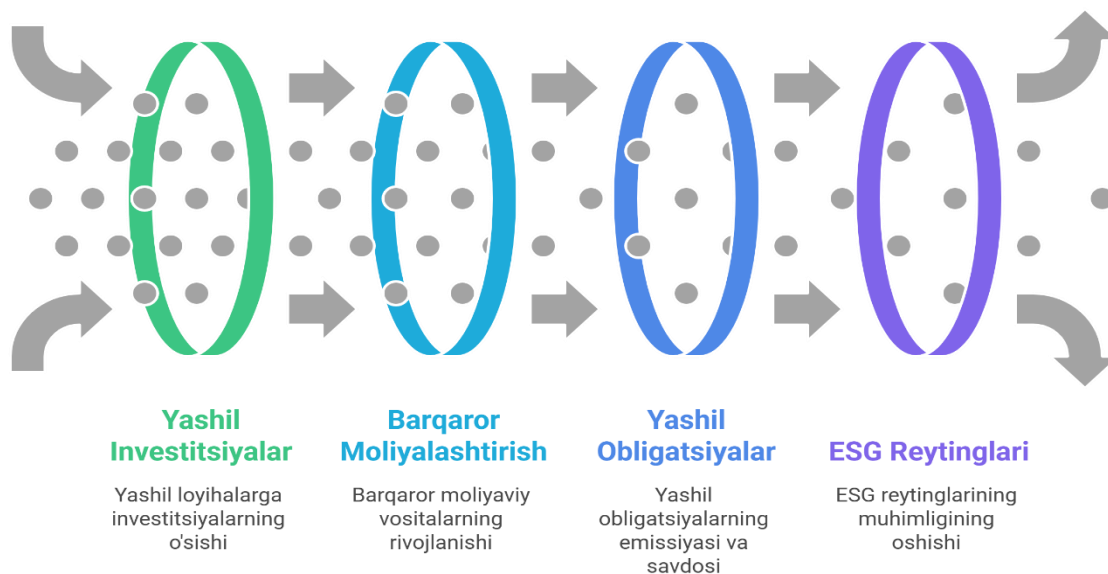 Yashil
Investitsiyalar
Yashil loyihalarga
investitsiyalarning
o'sishi
Barqaror
Moliyalashtirish
Barqaror moliyaviy
vositalarning
rivojlanishi
Yashil
Obligatsiyalar
Yashil
obligatsiyalarning
emissiyasi va
savdosi
ESG Reytinglari
ESG reytinglarining
muhimligining
oshishi